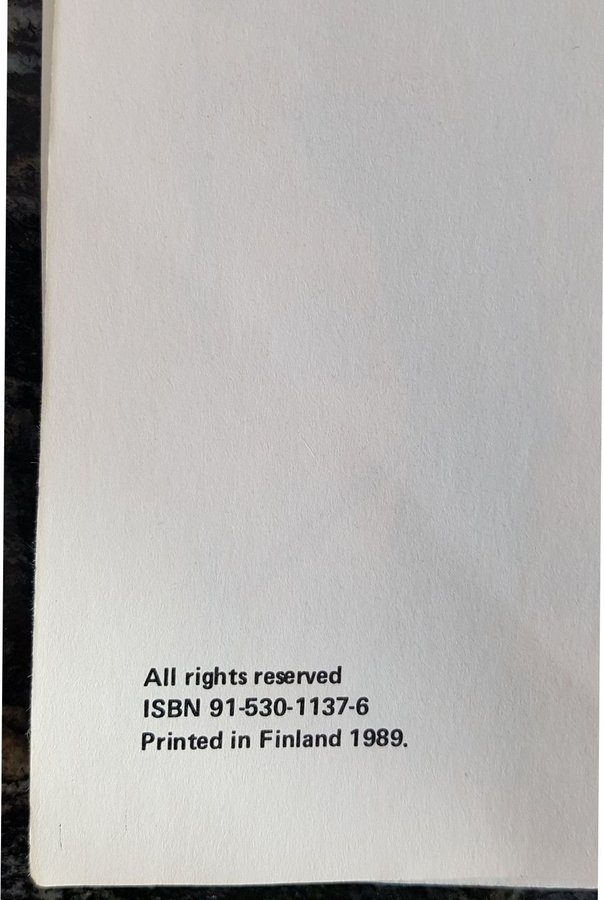 All rights reserved
ISBN 91-530-1137-6
Printed in Finland 1989.